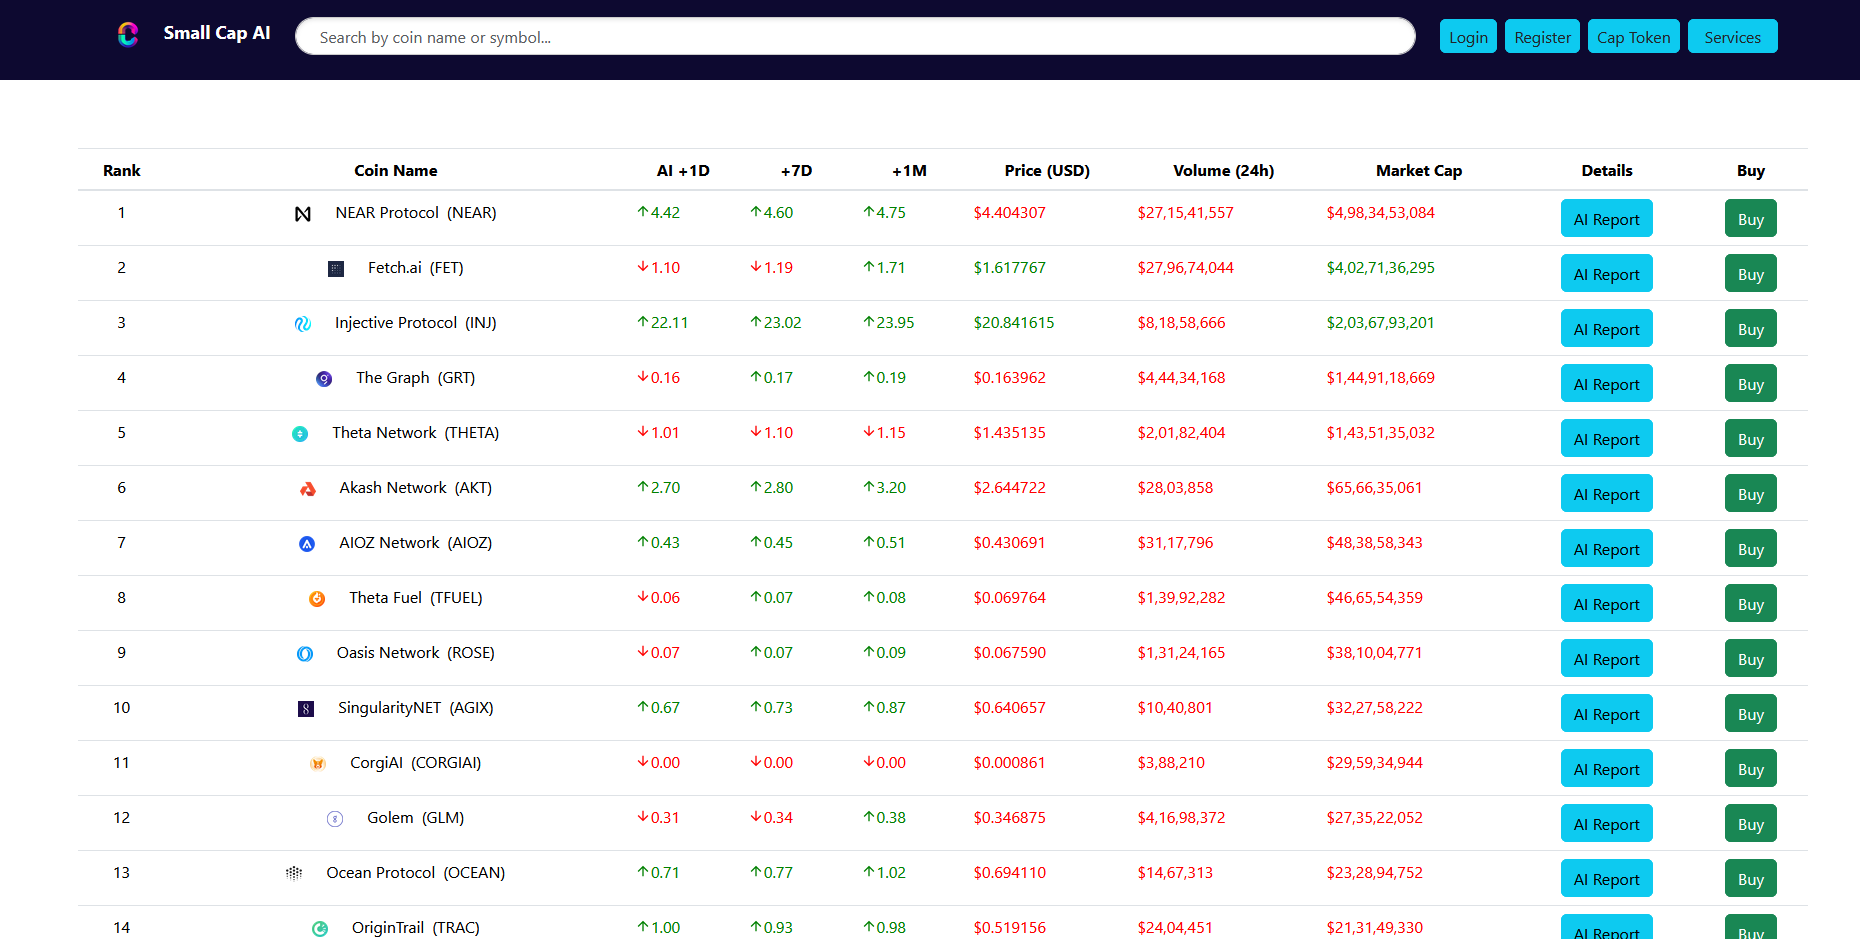 Small Cap AI Search by coin name or symbol... Login Register Cap Token Services
Rank Coin Name AI +1D +7D +1M Price (USD) Volume (24h) Market Cap Details Buy
1 NEAR Protocol (NEAR) ↑4.42 ↑4.60 ↑4.75 $4.404307 $27,15,41,557 $4,98,34,53,084 AI Report Buy
2 Fetch.ai (FET) ↓1.10 ↓1.19 ↑1.71 $1.617767 $27,96,74,044 $4,02,71,36,295 AI Report Buy
3 Injective Protocol (INJ) ↑22.11 ↑23.02 ↑23.95 $20.841615 $8,18,58,666 $2,03,67,93,201 AI Report Buy
4 The Graph (GRT) ↓0.16 ↑0.17 ↑0.19 $0.163962 $4,44,34,168 $1,44,91,18,669 AI Report Buy
5 Theta Network (THETA) ↓1.01 ↓1.10 ↓1.15 $1.435135 $2,01,82,404 $1,43,51,35,032 AI Report Buy
6 Akash Network (AKT) ↑2.70 ↑2.80 ↑3.20 $2.644722 $28,03,858 $65,66,35,061 AI Report Buy
7 AIOZ Network (AIOZ) ↑0.43 ↑0.45 ↑0.51 $0.430691 $31,17,796 $48,38,58,343 AI Report Buy
8 Theta Fuel (TFUEL) ↓0.06 ↑0.07 ↑0.08 $0.069764 $1,39,92,282 $46,65,54,359 AI Report Buy
9 Oasis Network (ROSE) ↓0.07 ↑0.07 ↑0.09 $0.067590 $1,31,24,165 $38,10,04,771 AI Report Buy
10 SingularityNET (AGIX) ↑0.67 ↑0.73 ↑0.87 $0.640657 $10,40,801 $32,27,58,222 AI Report Buy
11 CorgiAI (CORGIAI) ↓0.00 ↓0.00 ↓0.00 $0.000861 $3,88,210 $29,59,34,944 AI Report Buy
12 Golem (GLM) ↓0.31 ↓0.34 ↑0.38 $0.346875 $4,16,98,372 $27,35,22,052 AI Report Buy
13 Ocean Protocol (OCEAN) ↑0.71 ↑0.77 ↑1.02 $0.694110 $14,67,313 $23,28,94,752 AI Report Buy
14 OriginTrail (TRAC) ↑1.00 ↑0.93 ↑0.98 $0.519156 $24,04,451 $21,31,49,330 AI Report Buy